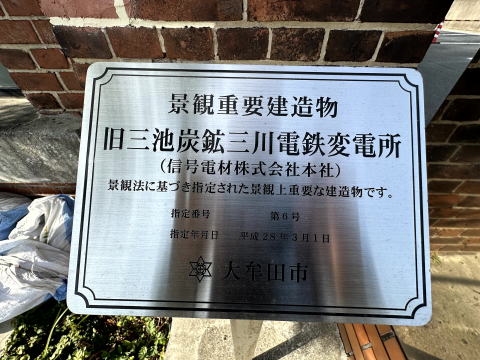 景観重要建造物
旧三池炭鉱三川電鉄変電所
(信号電材株式会社本社)
景観法に基づき指定された景観上重要な建造物です。
指定番号 第6号
指定年月日 平成28年3月1日
大牟田市